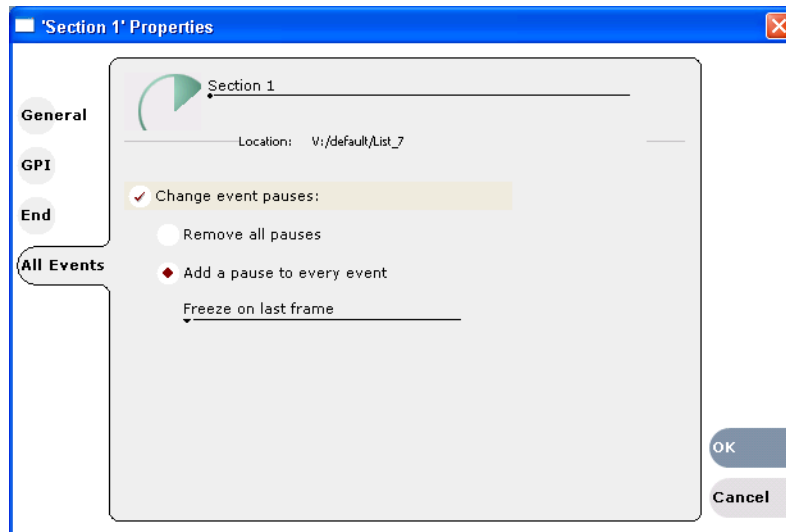 'Section 1' Properties
General
GPI
End
All Events
Section 1
Location: V:/default/List_7
Change event pauses:
Remove all pauses
Add a pause to every event
Freeze on last frame
OK
Cancel